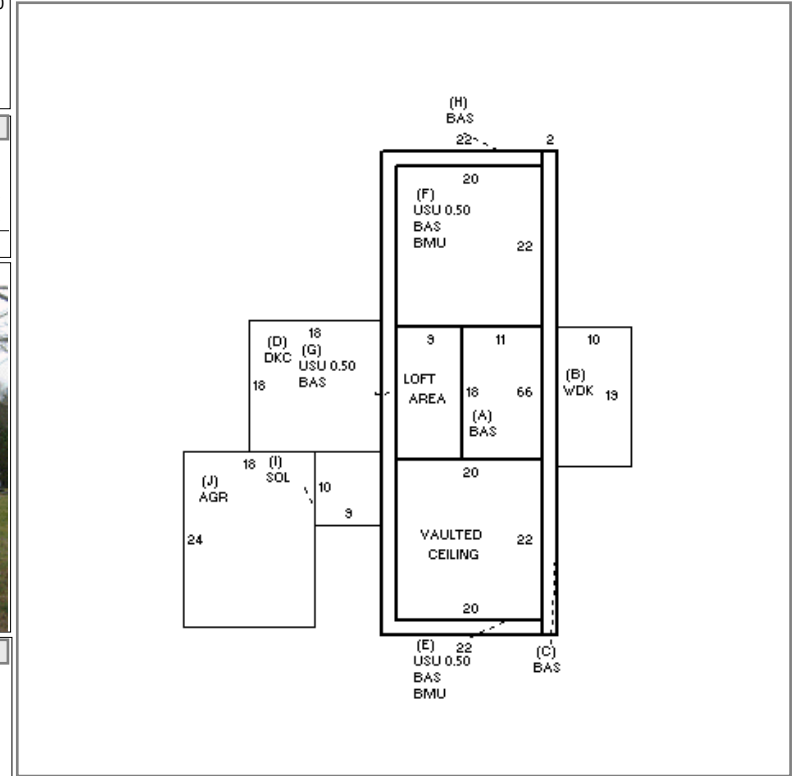 (H)
BAS
22
2
20
(F)
USU 0.50
BAS
BMU
22
18
(D)
DKC
(G)
USU 0.50
BAS
18
9
11
10
LOFT
AREA
18
66
(A)
BAS
(B)
WDK
19
18
(I)
SOL
(J)
AGR
10
9
24
20
VAULTED
CEILING
22
20
(E)
22
USU 0.50
BAS
BMU
(C)
BAS